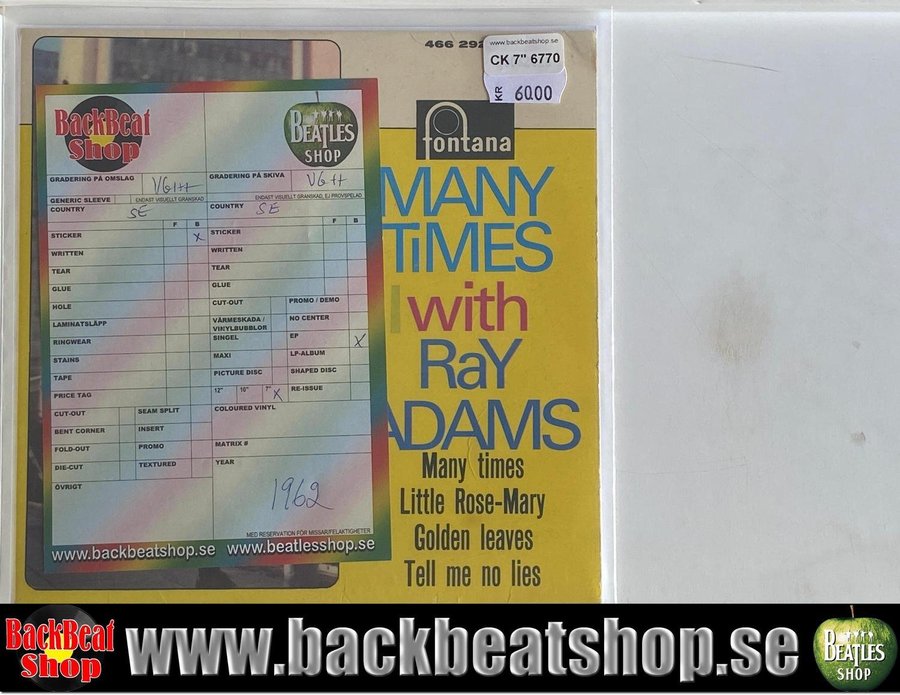 466 292
www.backbeatshop.se
CK 7" 6770
KR 60.00
fontana
MANY
TiMES
with
RaY
ADAMS
Many times
Little Rose-Mary
Golden leaves
Tell me no lies
BackBeat
Shop
BEATLES
SHOP
GRADERING PÅ OMSLAG VG++
GRADERING PÅ SKIVA VG++
GENERIC SLEEVE ENDAST VISUELLT GRANSKAD
ENDAST VISUELLT GRANSKAD, EJ PROVSPELAD
COUNTRY SE
COUNTRY SE
F B
F B
STICKER X
STICKER
WRITTEN
WRITTEN
TEAR
TEAR
GLUE
GLUE
HOLE
CUT-OUT
PROMO / DEMO
LAMINATSLÄPP
VÄRMESKADA /
VINYLBUBBLOR
NO CENTER
RINGWEAR
SINGEL
EP X
STAINS
MAXI
LP-ALBUM
TAPE
PICTURE DISC
SHAPED DISC
PRICE TAG
12" 10" 7" X
RE-ISSUE
CUT-OUT
SEAM SPLIT
COLOURED VINYL
BENT CORNER
INSERT
FOLD-OUT
PROMO
MATRIX #
DIE-CUT
TEXTURED
YEAR
ÖVRIGT
1962
MED RESERVATION FÖR MISSAR/FELAKTIGHETER
www.backbeatshop.se www.beatlesshop.se
BackBeat
Shop
www.backbeatshop.se
BEATLES
SHOP